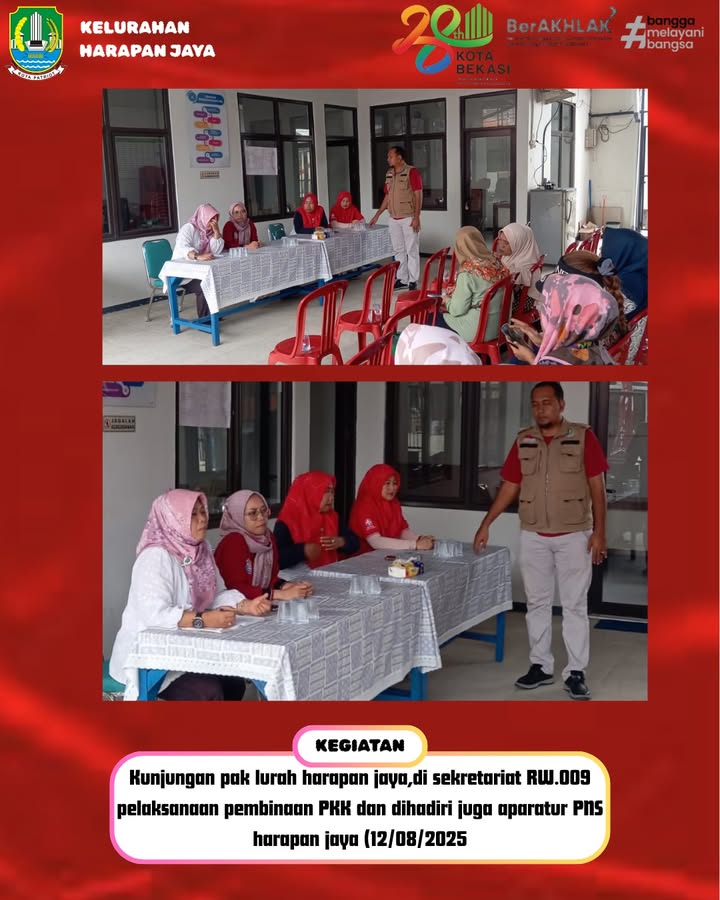 KELURAHAN
HARAPAN JAYA
KOTA PATRIOT
28th
KOTA
BEKASI
BerAKHLAK
#bangga
melayani
bangsa
KEGIATAN
Kunjungan pak lurah harapan jaya,di sekretariat RW.009
pelaksanaan pembinaan PKK dan dihadiri juga aparatur PNS
harapan jaya (12/08/2025